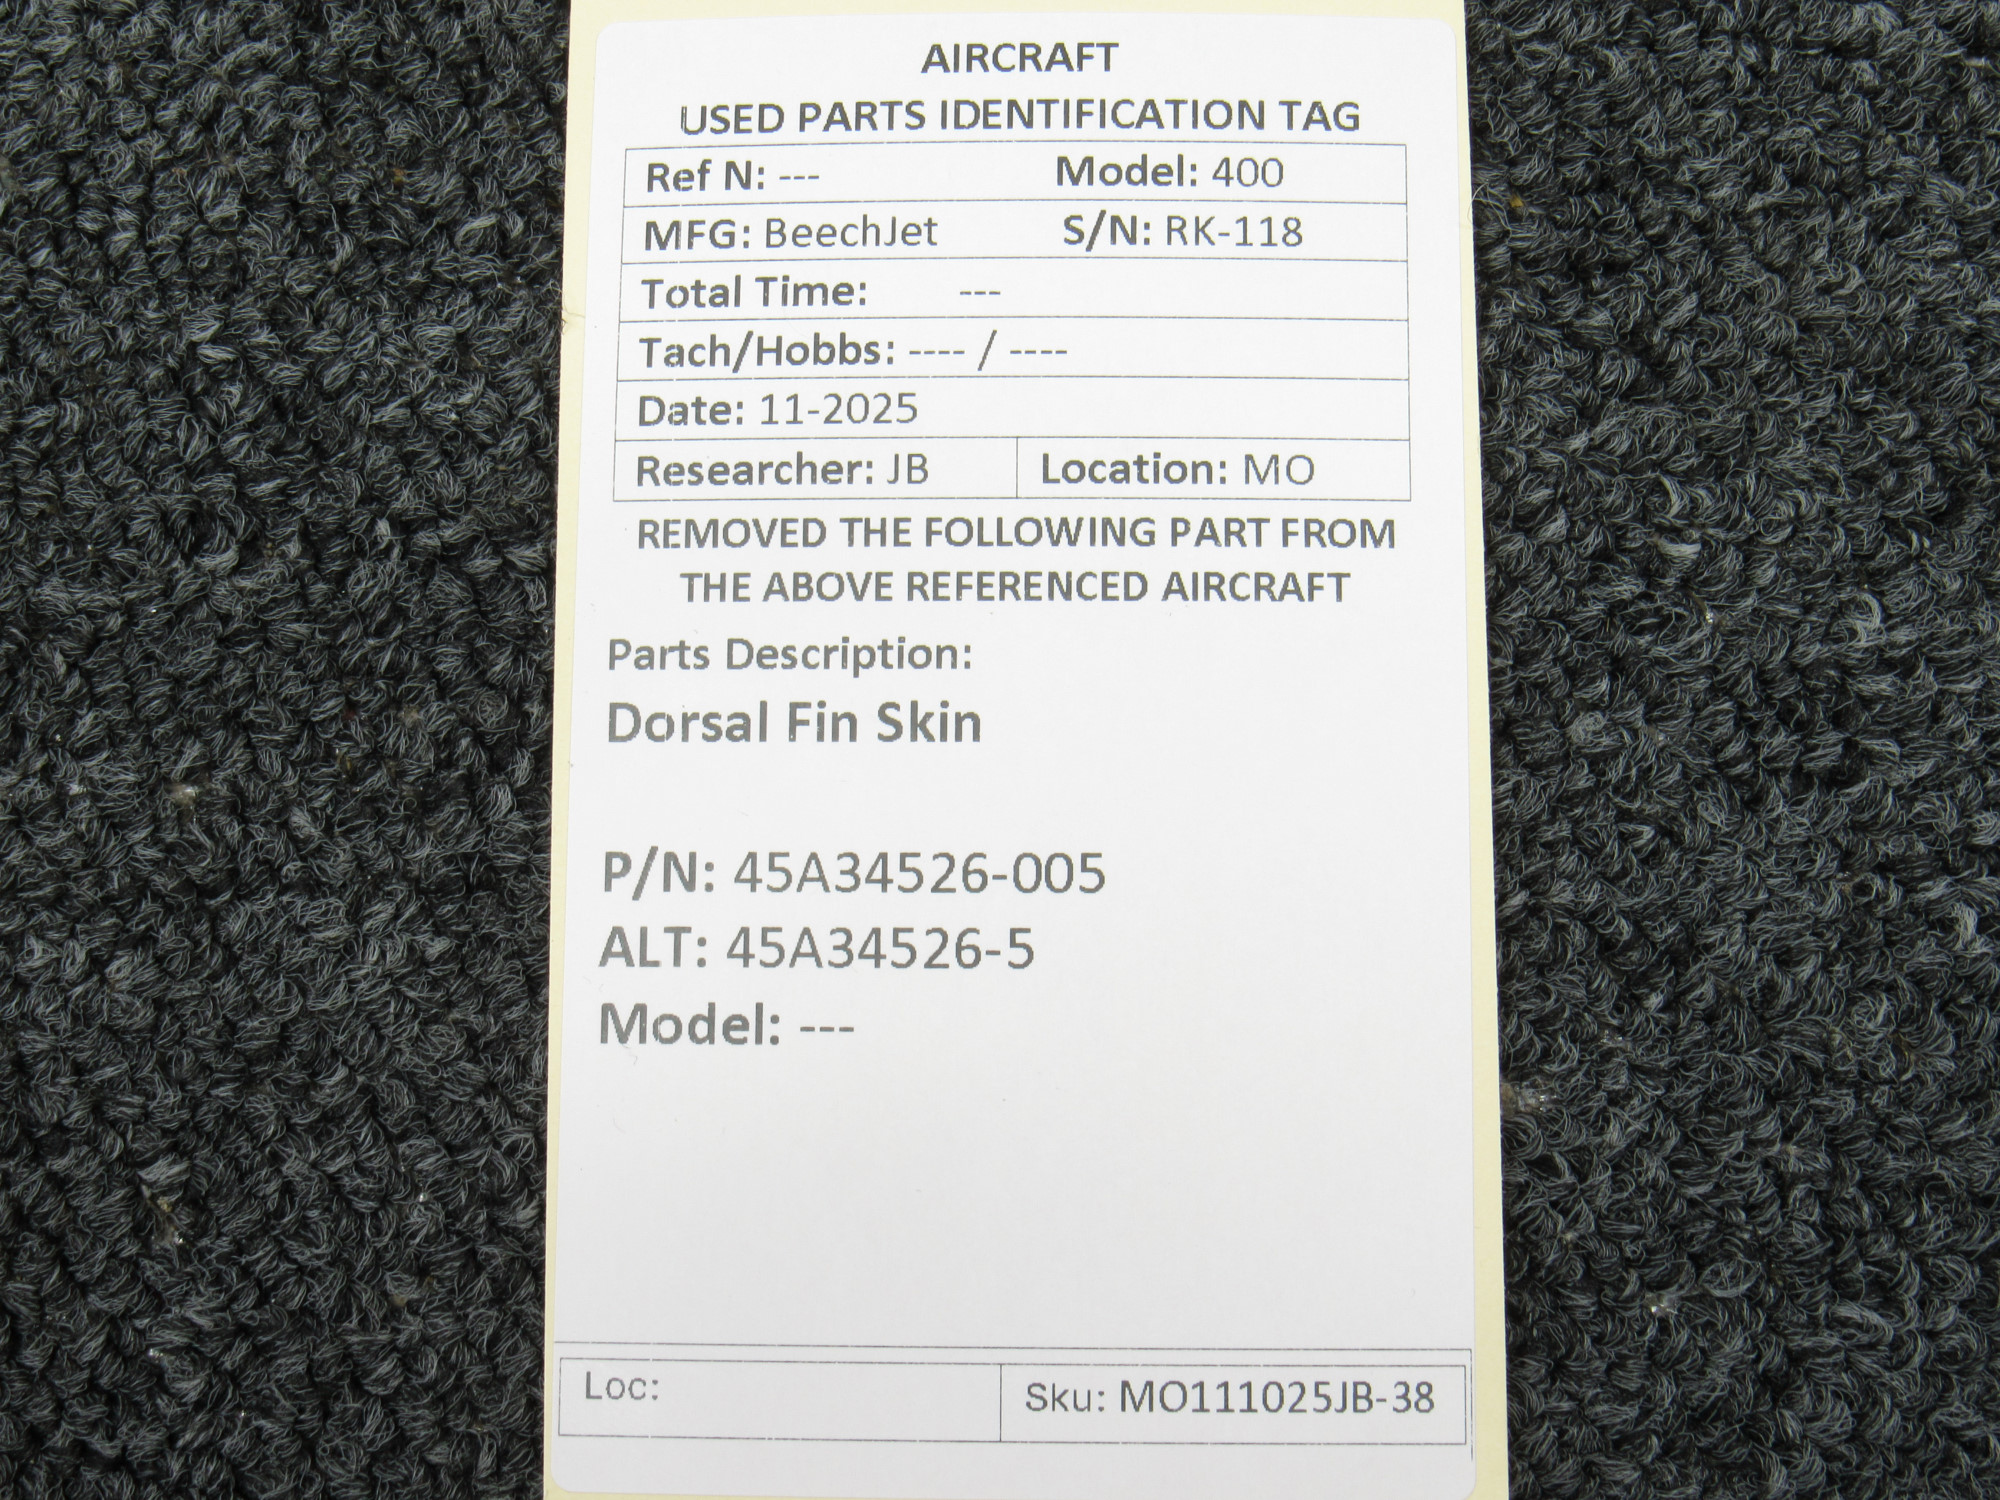 AIRCRAFT
USED PARTS IDENTIFICATION TAG
Ref N: --- Model: 400
MFG: BeechJet S/N: RK-118
Total Time: ---
Tach/Hobbs: ---- / ----
Date: 11-2025
Researcher: JB Location: MO
REMOVED THE FOLLOWING PART FROM
THE ABOVE REFERENCED AIRCRAFT
Parts Description:
Dorsal Fin Skin
P/N: 45A34526-005
ALT: 45A34526-5
Model: ---
Loc: Sku: MO111025JB-38